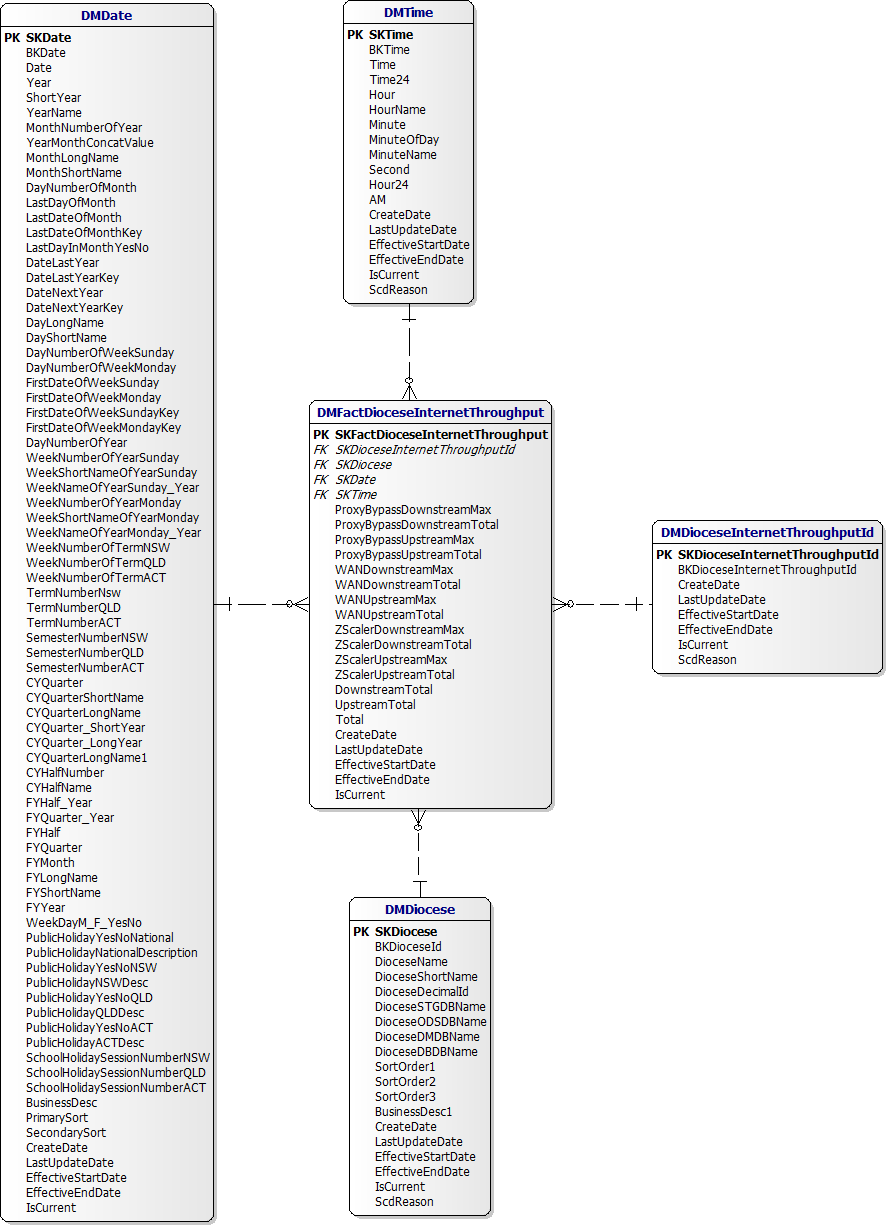 DMDate
PK SKDate
BKDate
Date
Year
ShortYear
YearName
MonthNumberOfYear
YearMonthConcatValue
MonthLongName
MonthShortName
DayNumberOfMonth
LastDayOfMonth
LastDateOfMonth
LastDateOfMonthKey
LastDayInMonthYesNo
DateLastYear
DateLastYearKey
DateNextYear
DateNextYearKey
DayLongName
DayShortName
DayNumberOfWeekSunday
DayNumberOfWeekMonday
FirstDateOfWeekSunday
FirstDateOfWeekMonday
FirstDateOfWeekSundayKey
FirstDateOfWeekMondayKey
DayNumberOfYear
WeekNumberOfYearSunday
WeekShortNameOfYearSunday
WeekNameOfYearSunday_Year
WeekNumberOfYearMonday
WeekShortNameOfYearMonday
WeekNameOfYearMonday_Year
WeekNumberOfTermNSW
WeekNumberOfTermQLD
WeekNumberOfTermACT
TermNumberNsw
TermNumberQLD
TermNumberACT
SemesterNumberNSW
SemesterNumberQLD
SemesterNumberACT
CYQuarter
CYQuarterShortName
CYQuarterLongName
CYQuarter_ShortYear
CYQuarter_LongYear
CYQuarterLongName1
CYHalfNumber
CYHalfName
FYHalf_Year
FYQuarter_Year
FYHalf
FYQuarter
FYMonth
FYLongName
FYShortName
FYYear
WeekDayM_F_YesNo
PublicHolidayYesNoNational
PublicHolidayNationalDescription
PublicHolidayYesNoNSW
PublicHolidayNSWDesc
PublicHolidayYesNoQLD
PublicHolidayQLDDesc
PublicHolidayYesNoACT
PublicHolidayACTDesc
SchoolHolidaySessionNumberNSW
SchoolHolidaySessionNumberQLD
SchoolHolidaySessionNumberACT
BusinessDesc
PrimarySort
SecondarySort
CreateDate
LastUpdateDate
EffectiveStartDate
EffectiveEndDate
IsCurrent
DMTime
PK SKTime
BKTime
Time
Time24
Hour
HourName
Minute
MinuteOfDay
MinuteName
Second
Hour24
AM
CreateDate
LastUpdateDate
EffectiveStartDate
EffectiveEndDate
IsCurrent
ScdReason
DMFactDioceseInternetThroughput
PK SKFactDioceseInternetThroughput
FK SKDioceseInternetThroughputId
FK SKDiocese
FK SKDate
FK SKTime
ProxyBypassDownstreamMax
ProxyBypassDownstreamTotal
ProxyBypassUpstreamMax
ProxyBypassUpstreamTotal
WANDownstreamMax
WANDownstreamTotal
WANUpstreamMax
WANUpstreamTotal
ZScalerDownstreamMax
ZScalerDownstreamTotal
ZScalerUpstreamMax
ZScalerUpstreamTotal
DownstreamTotal
UpstreamTotal
Total
CreateDate
LastUpdateDate
EffectiveStartDate
EffectiveEndDate
IsCurrent
DMDioceseInternetThroughputId
PK SKDioceseInternetThroughputId
BKDioceseInternetThroughputId
CreateDate
LastUpdateDate
EffectiveStartDate
EffectiveEndDate
IsCurrent
ScdReason
DMDiocese
PK SKDiocese
BKDioceseId
DioceseName
DioceseShortName
DioceseDecimalId
DioceseSTGDBName
DioceseODSDBName
DioceseDMDBName
DioceseDBDBName
SortOrder1
SortOrder2
SortOrder3
BusinessDesc1
CreateDate
LastUpdateDate
EffectiveStartDate
EffectiveEndDate
IsCurrent
ScdReason